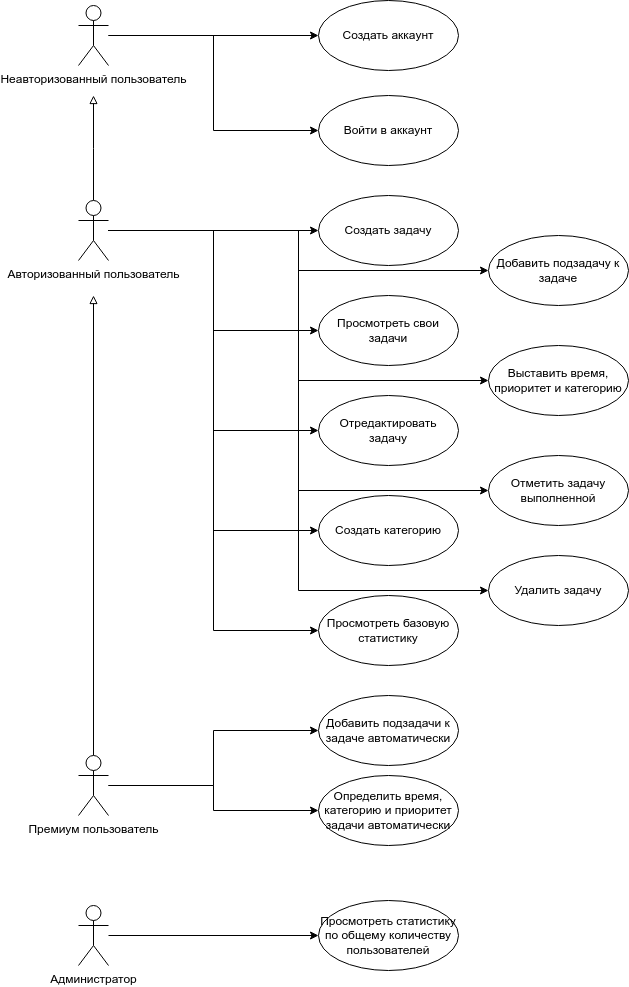 Создать аккаунт
Неавторизованный пользователь
Войти в аккаунт
Создать задачу
Авторизованный пользователь
Добавить подзадачу к
задаче
Просмотреть свои
задачи
Выставить время,
приоритет и категорию
Отредактировать
задачу
Отметить задачу
выполненной
Создать категорию
Удалить задачу
Просмотреть базовую
статистику
Добавить подзадачи к
задаче автоматически
Определить время,
категорию и приоритет
задачи автоматически
Премиум пользователь
Просмотреть статистику
по общему количеству
пользователей
Администратор